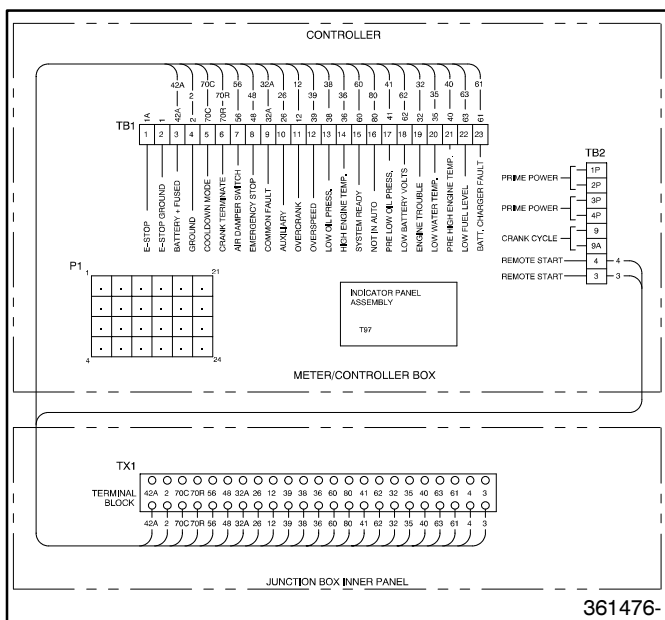 CONTROLLER
42A 2 70C 70R 56 48 32A 26 12 39 38 36 60 80 41 62 32 35 40 63 61
1A 1 42A 2 70C 70R 56 48 32A 26 12 39 38 36 60 80 41 62 32 35 40 63 61
TB1
1 2 3 4 5 6 7 8 9 10 11 12 13 14 15 16 17 18 19 20 21 22 23
E-STOP
E-STOP GROUND
BATTERY + FUSED
GROUND
COOLDOWN MODE
CRANK TERMINATE
AIR DAMPER SWITCH
EMERGENCY STOP
COMMON FAULT
AUXILIARY
OVERCRANK
OVERSPEED
LOW OIL PRESS.
HIGH ENGINE TEMP.
SYSTEM READY
NOT IN AUTO
PRE LOW OIL PRESS.
LOW BATTERY VOLTS
ENGINE TROUBLE
LOW WATER TEMP.
PRE HIGH ENGINE TEMP.
LOW FUEL LEVEL
BATT. CHARGER FAULT
TB2
PRIME POWER
1P
2P
PRIME POWER
3P
4P
CRANK CYCLE
9
9A
REMOTE START 4 4
REMOTE START 3 3
P1
1 21
4 24
INDICATOR PANEL
ASSEMBLY
T97
METER/CONTROLLER BOX
TX1
TERMINAL
BLOCK
42A 2 70C 70R 56 48 32A 26 12 39 38 36 60 80 41 62 32 35 40 63 61 4 3
42A 2 70C 70R 56 48 32A 26 12 39 38 36 60 80 41 62 32 35 40 63 61 4 3
JUNCTION BOX INNER PANEL
361476-